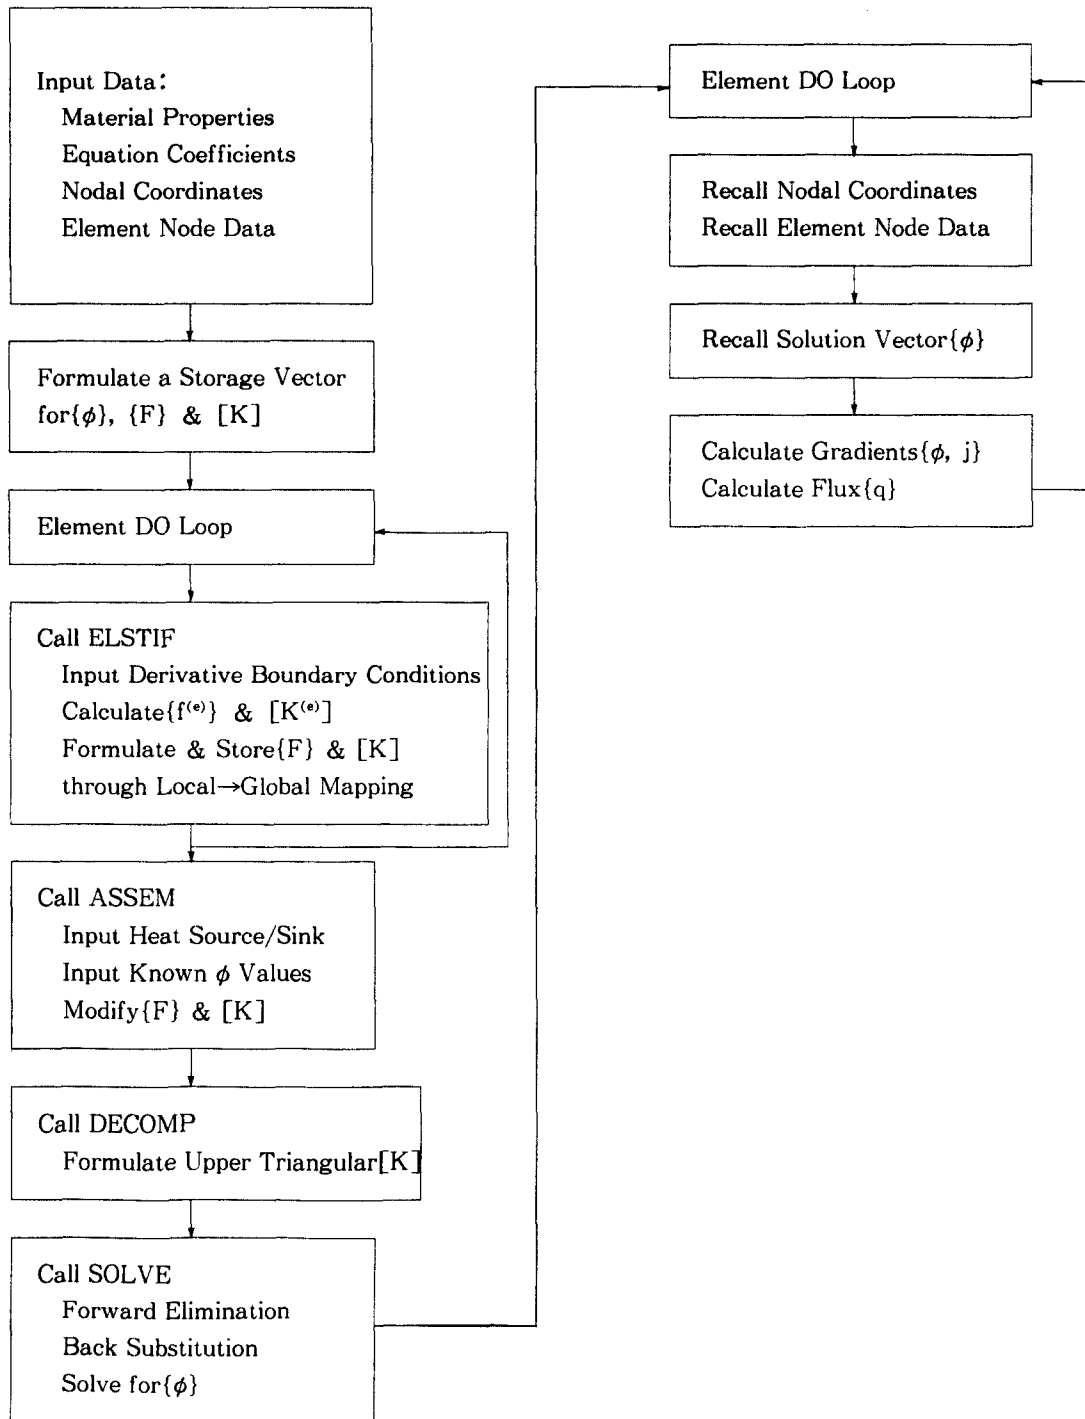 Input Data:
Material Properties
Equation Coefficients
Nodal Coordinates
Element Node Data
Formulate a Storage Vector
for{ϕ}, {F} & [K]
Element DO Loop
Call ELSTIF
Input Derivative Boundary Conditions
Calculate{f⁽ᵉ⁾} & [K⁽ᵉ⁾]
Formulate & Store{F} & [K]
through Local→Global Mapping
Call ASSEM
Input Heat Source/Sink
Input Known ϕ Values
Modify{F} & [K]
Call DECOMP
Formulate Upper Triangular[K]
Call SOLVE
Forward Elimination
Back Substitution
Solve for{ϕ}
Element DO Loop
Recall Nodal Coordinates
Recall Element Node Data
Recall Solution Vector{ϕ}
Calculate Gradients{ϕ, j}
Calculate Flux{q}